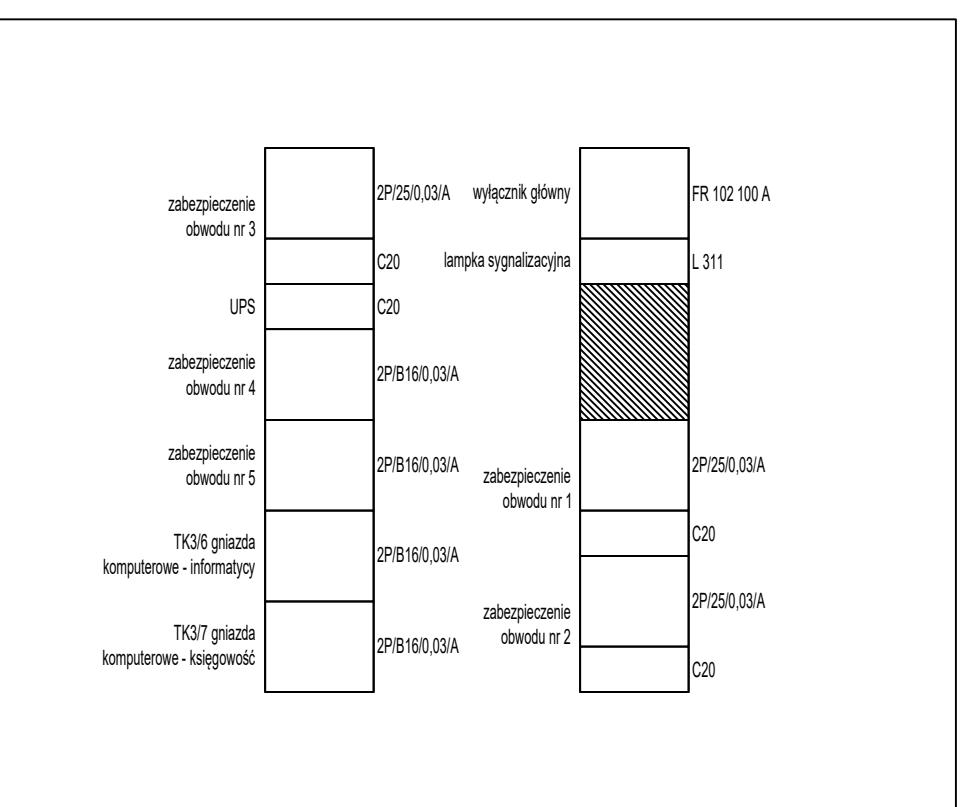 zabezpieczenie
obwodu nr 3
2P/25/0,03/A
C20
UPS
C20
zabezpieczenie
obwodu nr 4
2P/B16/0,03/A
zabezpieczenie
obwodu nr 5
2P/B16/0,03/A
TK3/6 gniazda
komputerowe - informatycy
2P/B16/0,03/A
TK3/7 gniazda
komputerowe - księgowość
2P/B16/0,03/A
wyłącznik główny
FR 102 100 A
lampka sygnalizacyjna
L 311
zabezpieczenie
obwodu nr 1
2P/25/0,03/A
C20
zabezpieczenie
obwodu nr 2
2P/25/0,03/A
C20